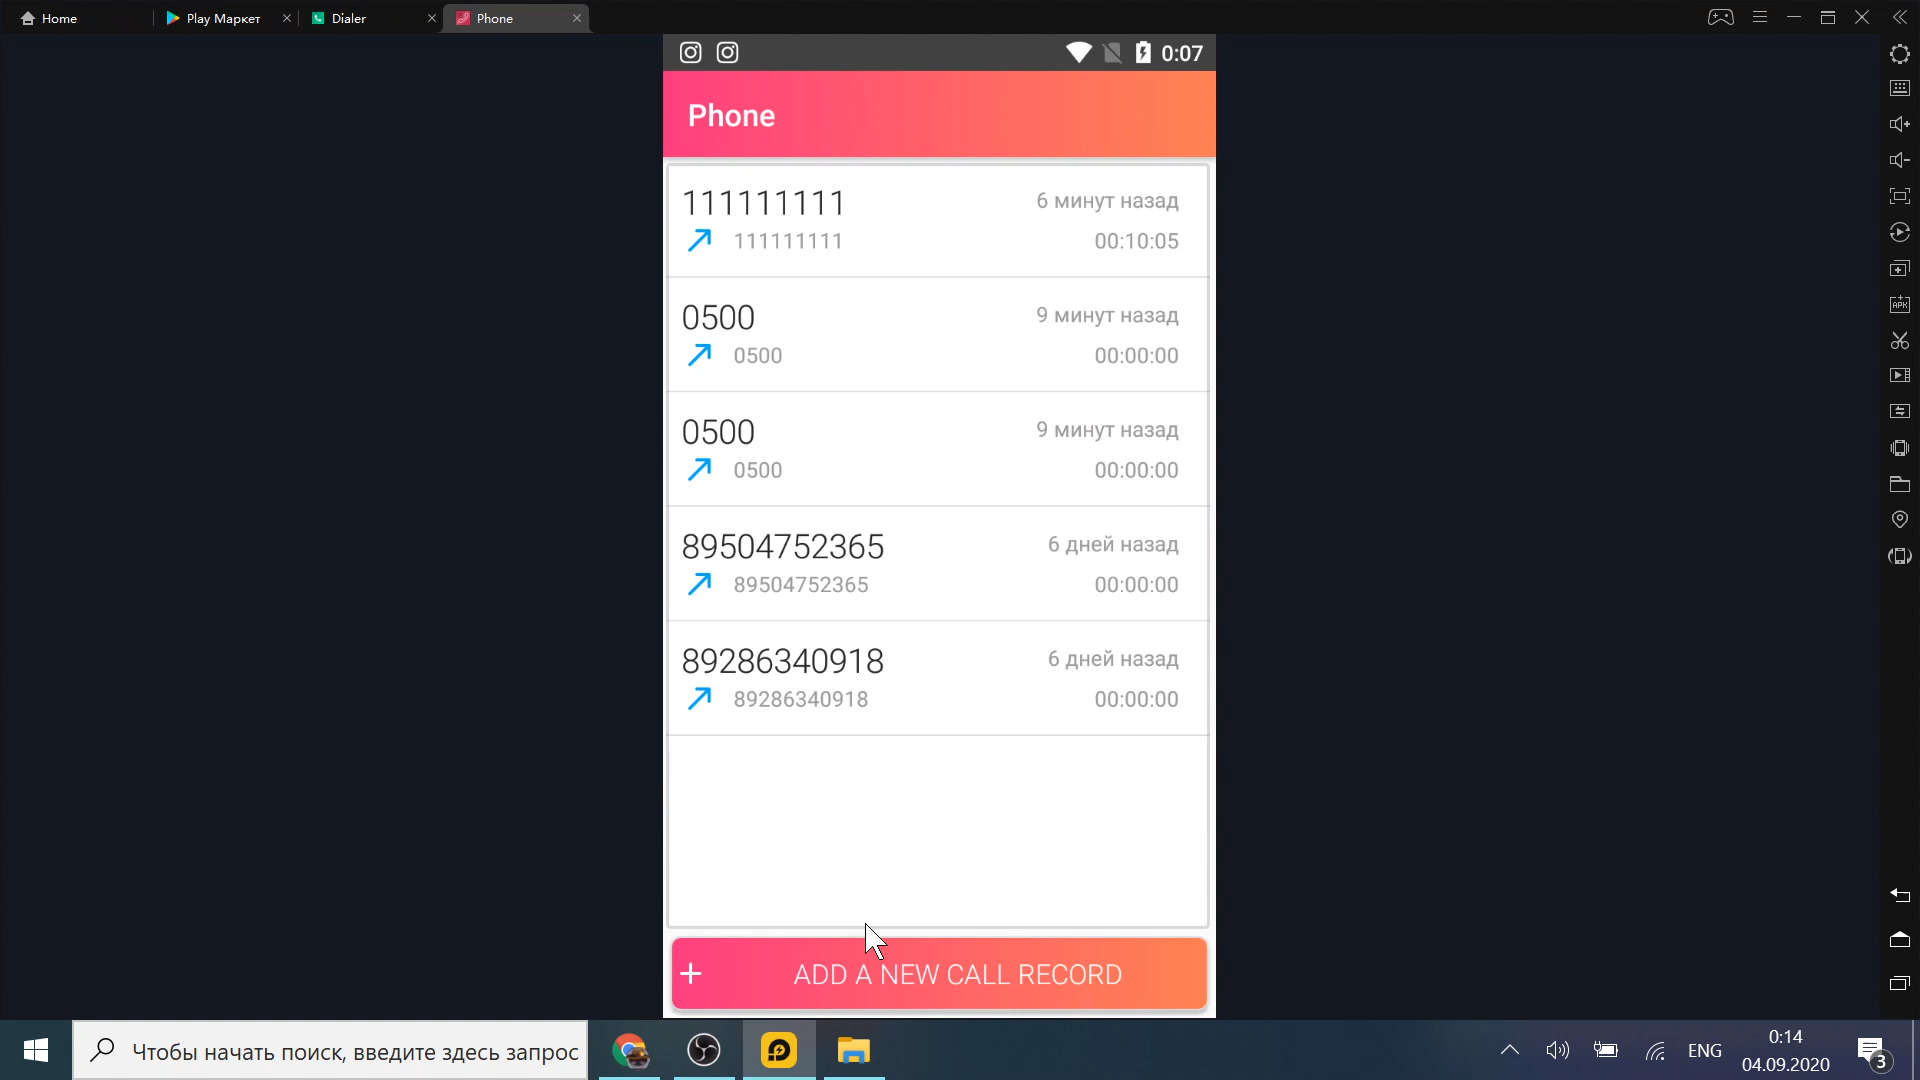 Home
Play Маркет
Dialer
Phone
0:07
Phone
111111111
6 минут назад
111111111
00:10:05
0500
9 минут назад
0500
00:00:00
0500
9 минут назад
0500
00:00:00
89504752365
6 дней назад
89504752365
00:00:00
89286340918
6 дней назад
89286340918
00:00:00
+ ADD A NEW CALL RECORD
APK
Чтобы начать поиск, введите здесь запрос
ENG
0:14
04.09.2020
3